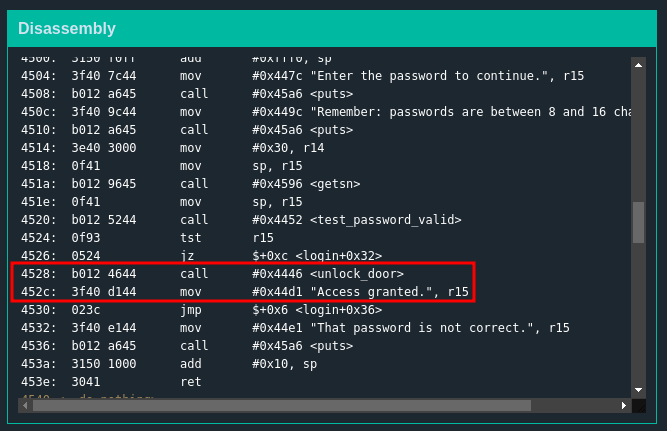 Disassembly
4500: 3150 f0ff add #0xfff0, sp
4504: 3f40 7c44 mov #0x447c "Enter the password to continue.", r15
4508: b012 a645 call #0x45a6 <puts>
450c: 3f40 9c44 mov #0x449c "Remember: passwords are between 8 and 16 cha
4510: b012 a645 call #0x45a6 <puts>
4514: 3e40 3000 mov #0x30, r14
4518: 0f41 mov sp, r15
451a: b012 9645 call #0x4596 <getsn>
451e: 0f41 mov sp, r15
4520: b012 5244 call #0x4452 <test_password_valid>
4524: 0f93 tst r15
4526: 0524 jz $+0xc <login+0x32>
4528: b012 4644 call #0x4446 <unlock_door>
452c: 3f40 d144 mov #0x44d1 "Access granted.", r15
4530: 023c jmp $+0x6 <login+0x36>
4532: 3f40 e144 mov #0x44e1 "That password is not correct.", r15
4536: b012 a645 call #0x45a6 <puts>
453a: 3150 1000 add #0x10, sp
453e: 3041 ret